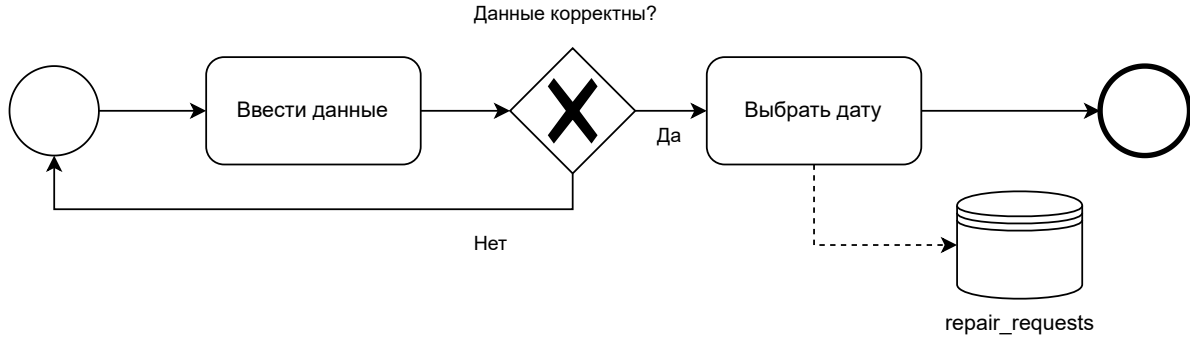 Данные корректны?
Ввести данные
Выбрать дату
Да
Нет
repair_requests